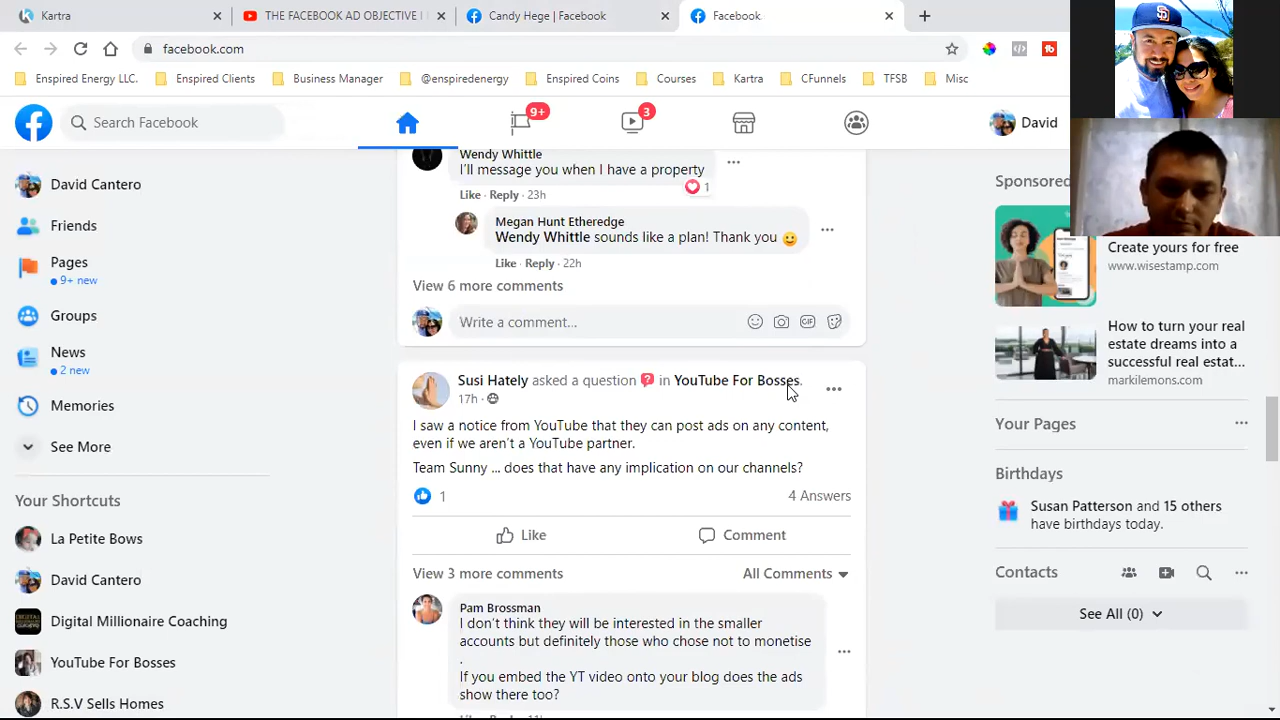 Kartra
THE FACEBOOK AD OBJECTIVE I
Candy Hege | Facebook
Facebook
facebook.com
Enspired Energy LLC.
Enspired Clients
Business Manager
@enspiredenergy
Enspired Coins
Courses
Kartra
CFunnels
TFSB
Misc
Search Facebook
9+
3
David
David Cantero
Friends
Pages
9+ new
Groups
News
2 new
Memories
See More
Your Shortcuts
La Petite Bows
David Cantero
Digital Millionaire Coaching
YouTube For Bosses
R.S.V Sells Homes
Wendy Whittle
I'll message you when I have a property
1
Like · Reply · 23h
Megan Hunt Etheredge
Wendy Whittle sounds like a plan! Thank you
Like · Reply · 22h
View 6 more comments
Write a comment...
GIF
Susi Hately asked a question ? in YouTube For Bosses.
17h ·
I saw a notice from YouTube that they can post ads on any content,
even if we aren't a YouTube partner.
Team Sunny ... does that have any implication on our channels?
1
4 Answers
Like
Comment
View 3 more comments
All Comments
Pam Brossman
I don't think they will be interested in the smaller
accounts but definitely those who chose not to monetise
.
If you embed the YT video onto your blog does the ads
show there too?
Like · Reply · 11h
Sponsored
Create yours for free
www.wisestamp.com
How to turn your real
estate dreams into a
successful real estat...
markilemons.com
Your Pages
Birthdays
Susan Patterson and 15 others
have birthdays today.
Contacts
See All (0)